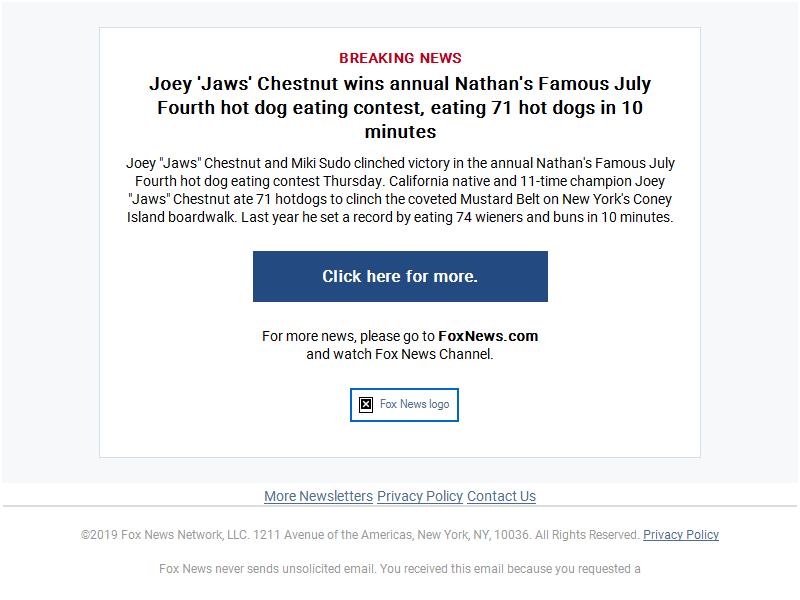 BREAKING NEWS
Joey 'Jaws' Chestnut wins annual Nathan's Famous July
Fourth hot dog eating contest, eating 71 hot dogs in 10
minutes
Joey "Jaws" Chestnut and Miki Sudo clinched victory in the annual Nathan's Famous July
Fourth hot dog eating contest Thursday. California native and 11-time champion Joey
"Jaws" Chestnut ate 71 hotdogs to clinch the coveted Mustard Belt on New York's Coney
Island boardwalk. Last year he set a record by eating 74 wieners and buns in 10 minutes.
Click here for more.
For more news, please go to FoxNews.com
and watch Fox News Channel.
Fox News logo
More Newsletters Privacy Policy Contact Us
©2019 Fox News Network, LLC. 1211 Avenue of the Americas, New York, NY, 10036. All Rights Reserved. Privacy Policy
Fox News never sends unsolicited email. You received this email because you requested a